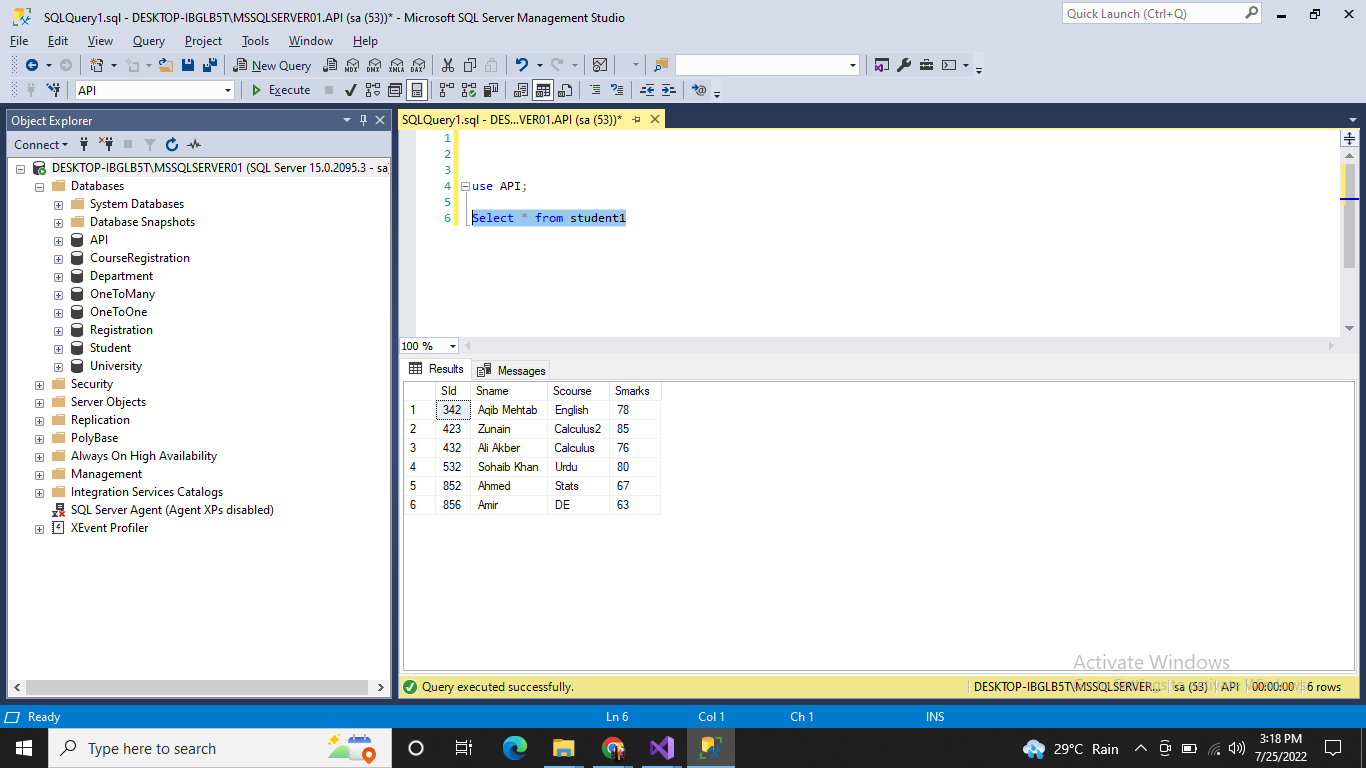 SQLQuery1.sql - DESKTOP-IBGLB5T\MSSQLSERVER01.API (sa (53))* - Microsoft SQL Server Management Studio
Quick Launch (Ctrl+Q)
File Edit View Query Project Tools Window Help
New Query MDX DMX XMLA DAX
API Execute
Object Explorer
Connect
DESKTOP-IBGLB5T\MSSQLSERVER01 (SQL Server 15.0.2095.3 - sa
Databases
System Databases
Database Snapshots
API
CourseRegistration
Department
OneToMany
OneToOne
Registration
Student
University
Security
Server Objects
Replication
PolyBase
Always On High Availability
Management
Integration Services Catalogs
SQL Server Agent (Agent XPs disabled)
XEvent Profiler
SQLQuery1.sql - DES...VER01.API (sa (53))*
1
2
3
4 use API;
5
6 Select * from student1
100 %
Results Messages
SId Sname Scourse Smarks
1 342 Aqib Mehtab English 78
2 423 Zunain Calculus2 85
3 432 Ali Akber Calculus 76
4 532 Sohaib Khan Urdu 80
5 852 Ahmed Stats 67
6 856 Amir DE 63
Activate Windows
Query executed successfully. DESKTOP-IBGLB5T\MSSQLSERVER... sa (53) API 00:00:00 6 rows
Ready Ln 6 Col 1 Ch 1 INS
Type here to search
29°C Rain
3:18 PM
7/25/2022